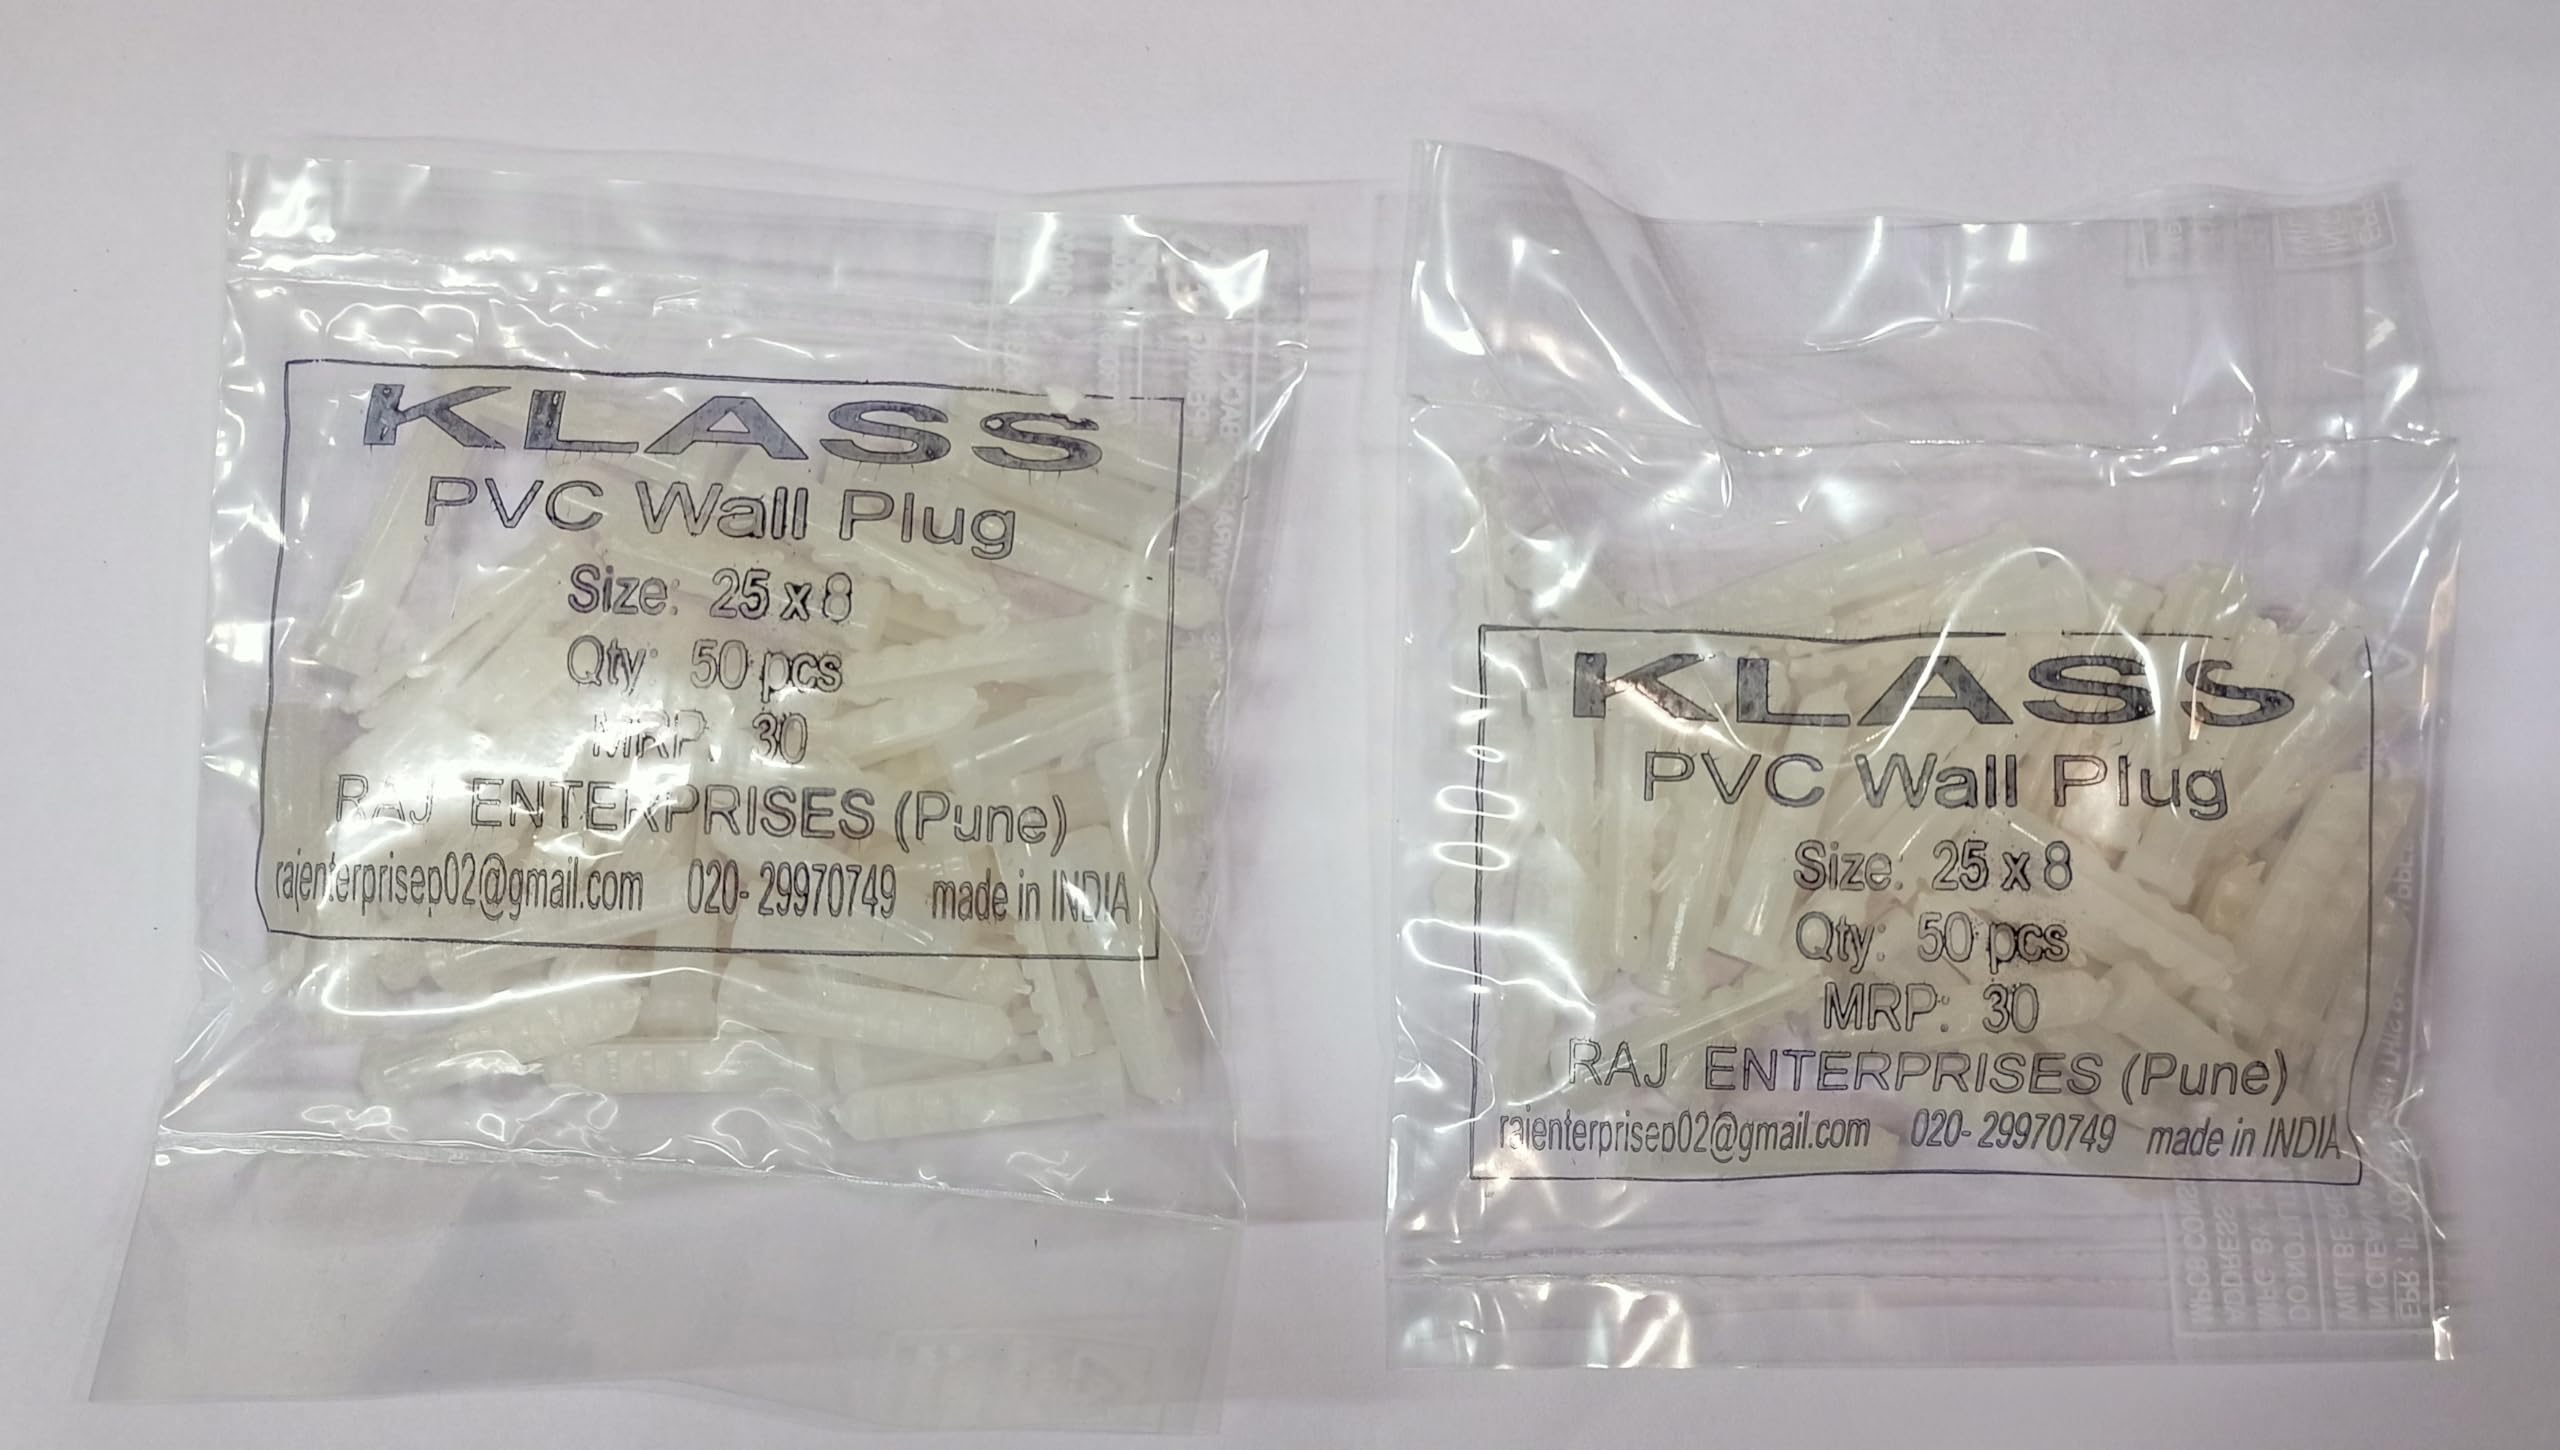 KLASS
PVC Wall Plug
Size: 25 x 8
Qty: 50 pcs
MRP: 30
RAJ ENTERPRISES (Pune)
rajenterprisep02@gmail.com 020- 29970749 made in INDIA
KLASS
PVC Wall Plug
Size: 25 x 8
Qty: 50 pcs
MRP: 30
RAJ ENTERPRISES (Pune)
rajenterprisep02@gmail.com 020- 29970749 made in INDIA